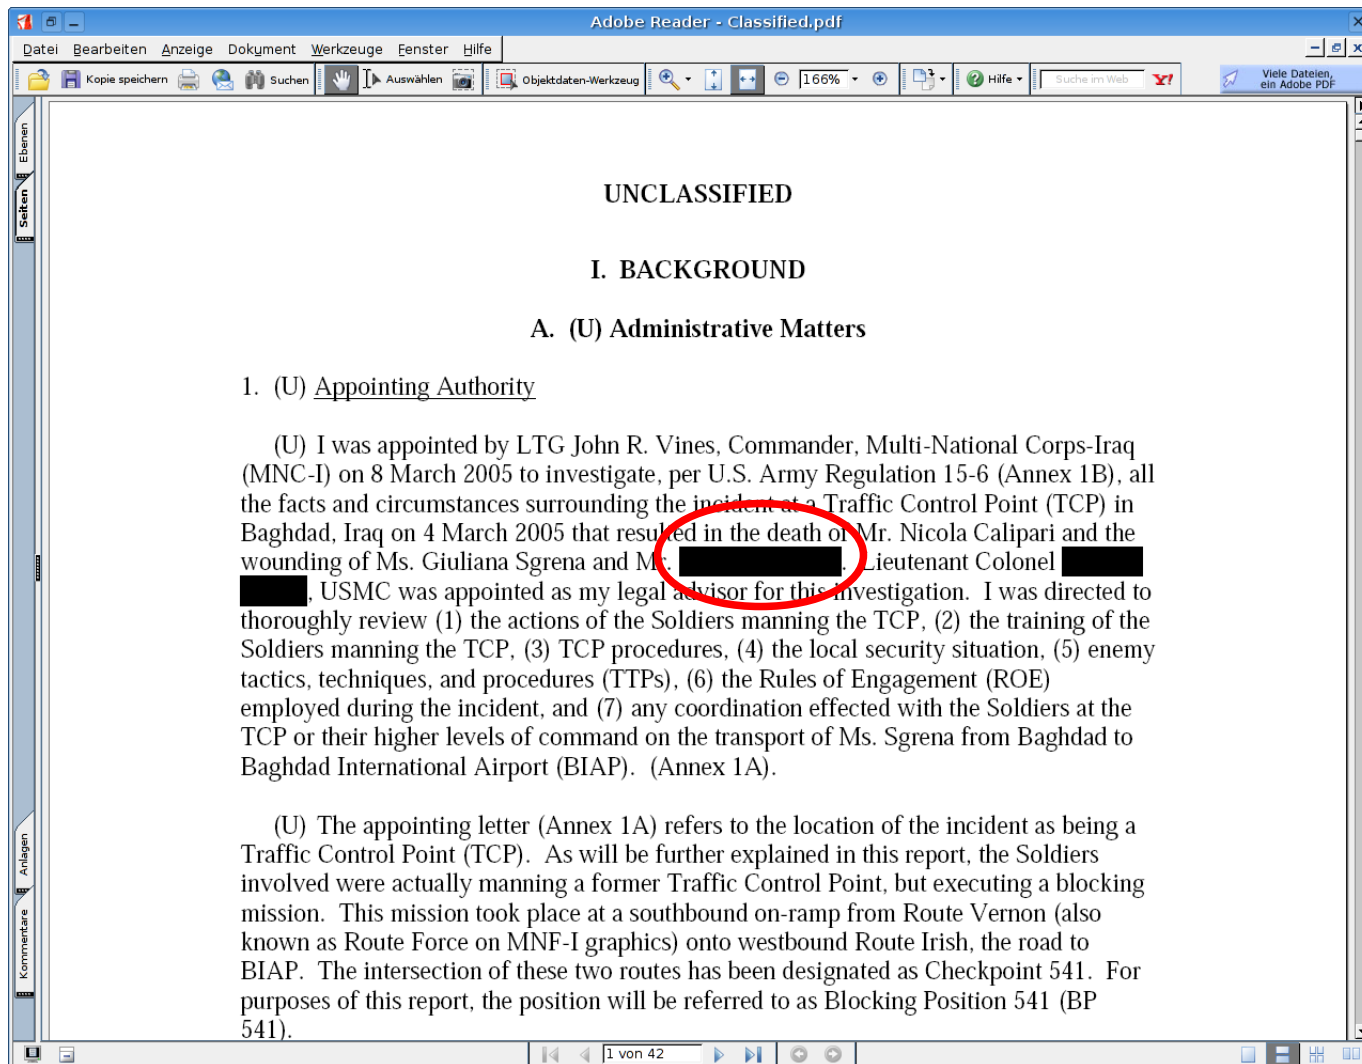 Adobe Reader - Classified.pdf
Datei Bearbeiten Anzeige Dokument Werkzeuge Fenster Hilfe
Kopie speichern Suchen Auswählen Objektdaten-Werkzeug 166% Hilfe Suche im Web Y! Viele Dateien,
ein Adobe PDF
Ebenen
Seiten
Anlagen
Kommentare
UNCLASSIFIED
I. BACKGROUND
A. (U) Administrative Matters
1. (U) Appointing Authority
(U) I was appointed by LTG John R. Vines, Commander, Multi-National Corps-Iraq
(MNC-I) on 8 March 2005 to investigate, per U.S. Army Regulation 15-6 (Annex 1B), all
the facts and circumstances surrounding the incident at a Traffic Control Point (TCP) in
Baghdad, Iraq on 4 March 2005 that resulted in the death of Mr. Nicola Calipari and the
wounding of Ms. Giuliana Sgrena and Mr. . Lieutenant Colonel
, USMC was appointed as my legal advisor for this investigation. I was directed to
thoroughly review (1) the actions of the Soldiers manning the TCP, (2) the training of the
Soldiers manning the TCP, (3) TCP procedures, (4) the local security situation, (5) enemy
tactics, techniques, and procedures (TTPs), (6) the Rules of Engagement (ROE)
employed during the incident, and (7) any coordination effected with the Soldiers at the
TCP or their higher levels of command on the transport of Ms. Sgrena from Baghdad to
Baghdad International Airport (BIAP). (Annex 1A).
(U) The appointing letter (Annex 1A) refers to the location of the incident as being a
Traffic Control Point (TCP). As will be further explained in this report, the Soldiers
involved were actually manning a former Traffic Control Point, but executing a blocking
mission. This mission took place at a southbound on-ramp from Route Vernon (also
known as Route Force on MNF-I graphics) onto westbound Route Irish, the road to
BIAP. The intersection of these two routes has been designated as Checkpoint 541. For
purposes of this report, the position will be referred to as Blocking Position 541 (BP
541).
1 von 42